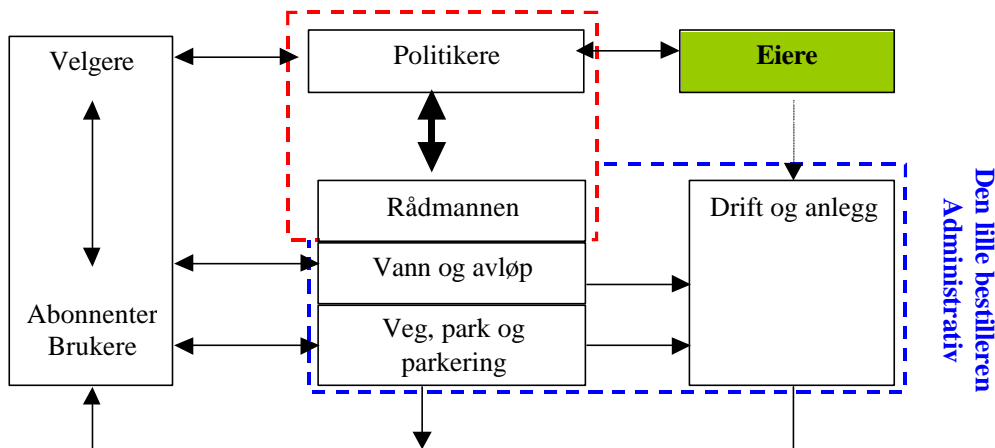 Velgere
Politikere
Eiere
Rådmannen
Drift og anlegg
Vann og avløp
Abonnenter
Brukere
Veg, park og
parkering
Den lille bestilleren
Administrativ